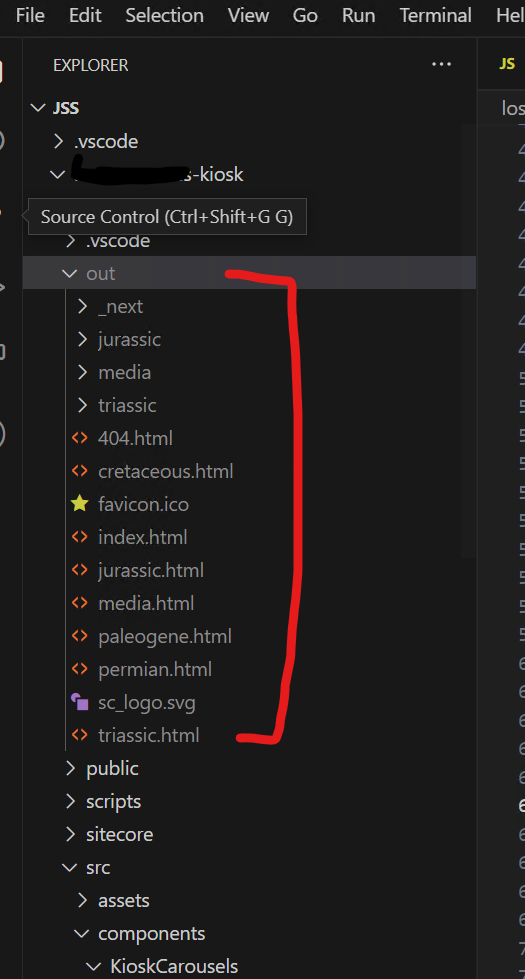 File Edit Selection View Go Run Terminal Hel
EXPLORER ...
JS
JSS
los
.vscode
s-kiosk
Source Control (Ctrl+Shift+G G)
.vscode
out
_next
jurassic
media
triassic
404.html
cretaceous.html
favicon.ico
index.html
jurassic.html
media.html
paleogene.html
permian.html
sc_logo.svg
triassic.html
public
scripts
sitecore
src
assets
components
KioskCarousels